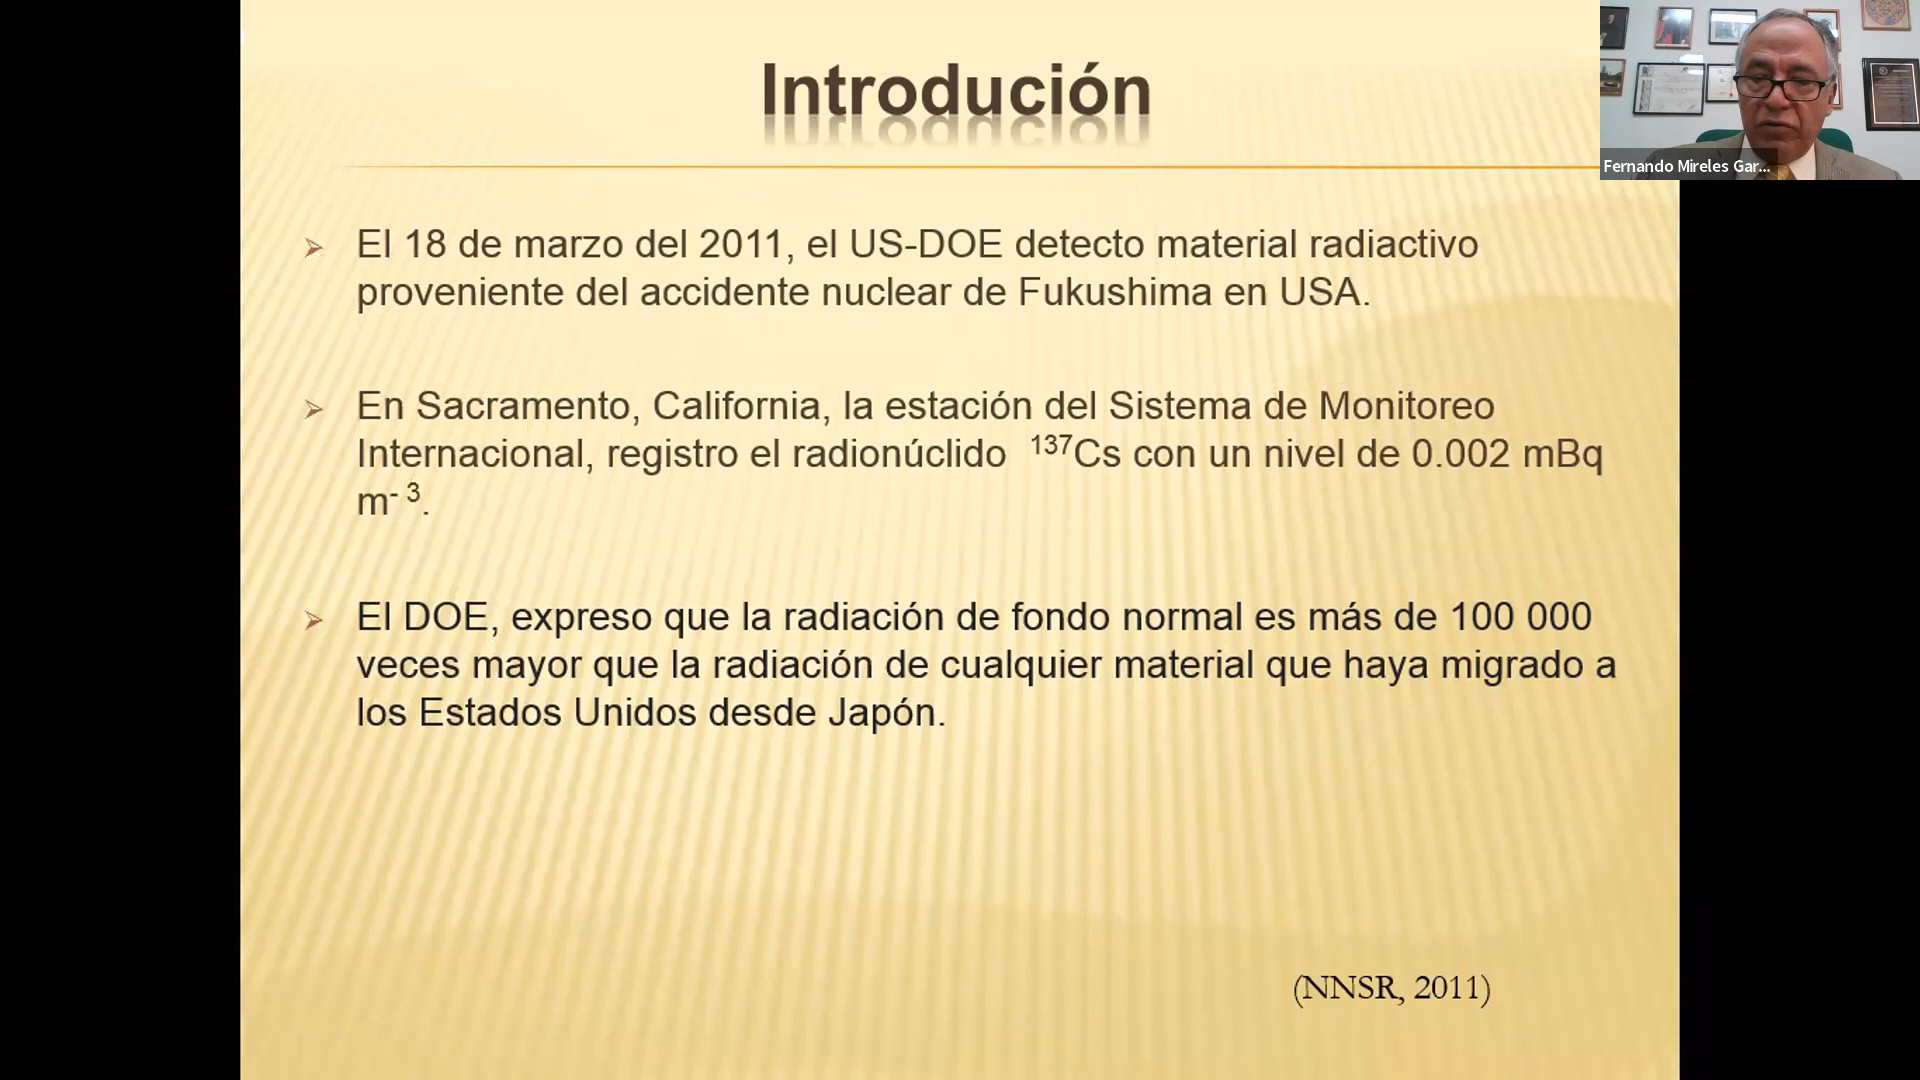 Introdución
El 18 de marzo del 2011, el US-DOE detecto material radiactivo
proveniente del accidente nuclear de Fukushima en USA.
En Sacramento, California, la estación del Sistema de Monitoreo
Internacional, registro el radionúclido ¹³⁷Cs con un nivel de 0.002 mBq
m⁻ ³.
El DOE, expreso que la radiación de fondo normal es más de 100 000
veces mayor que la radiación de cualquier material que haya migrado a
los Estados Unidos desde Japón.
(NNSR, 2011)
Fernando Mireles Gar...